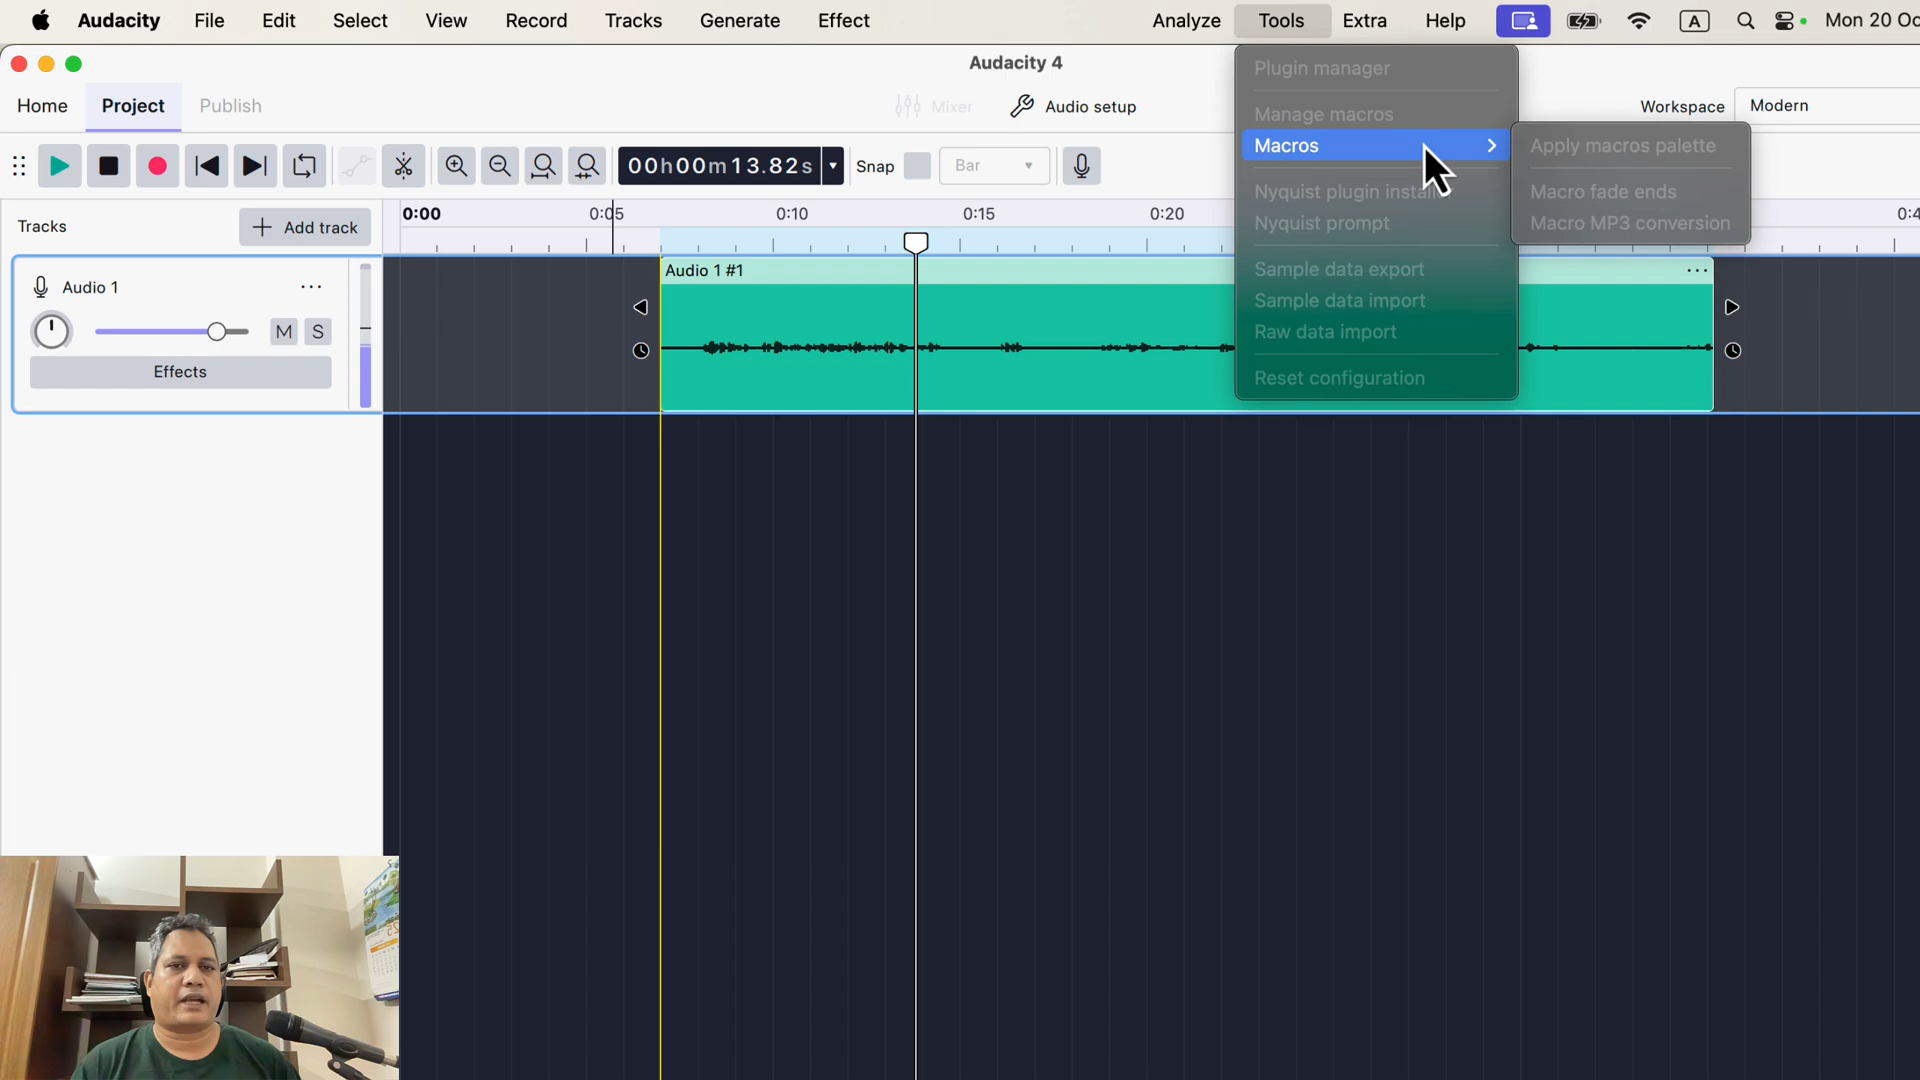 Audacity File Edit Select View Record Tracks Generate Effect Analyze Tools Extra Help A Mon 20 Oc
Audacity 4
Home Project Publish Mixer Audio setup Workspace Modern
00h00m13.82s Snap Bar
Tracks Add track
0:00 0:05 0:10 0:15 0:20 0:4
Audio 1
M S
Effects
Audio 1 #1
Plugin manager
Manage macros
Macros
Nyquist plugin install
Nyquist prompt
Sample data export
Sample data import
Raw data import
Reset configuration
Apply macros palette
Macro fade ends
Macro MP3 conversion